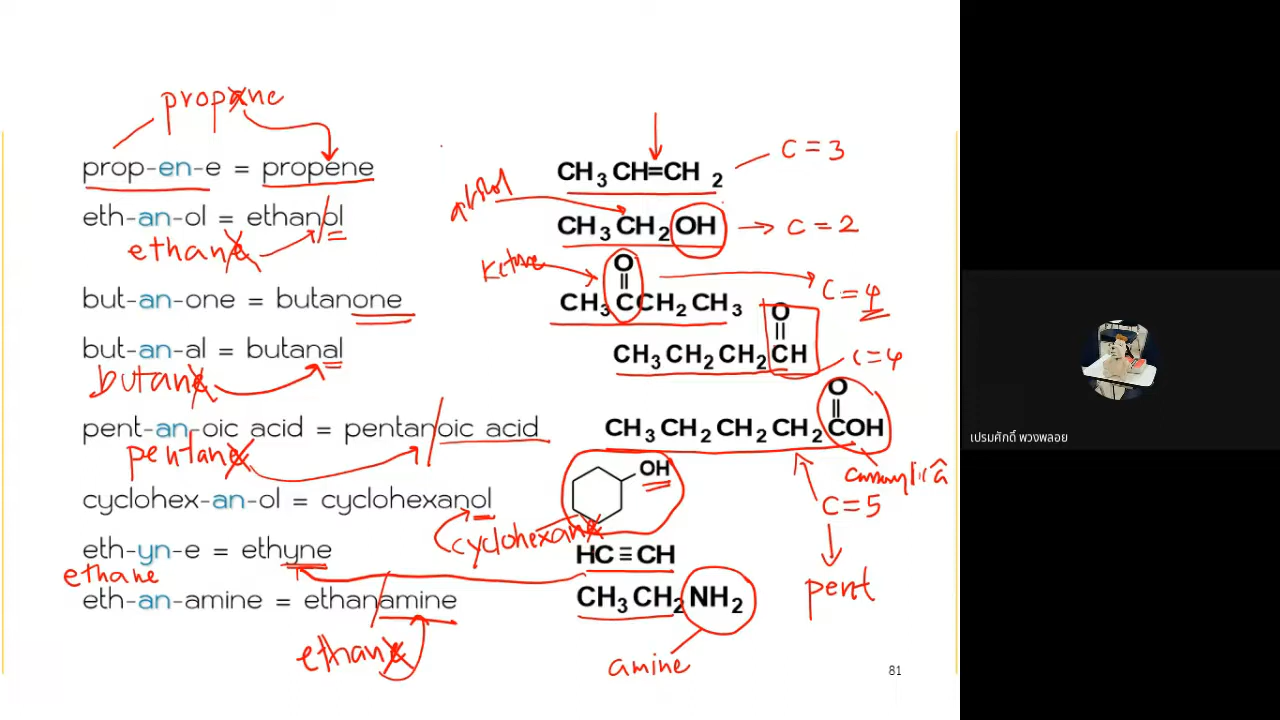 propane
prop-en-e = propene
CH3CH=CH2
C=3
eth-an-ol = ethanol
CH3CH2OH
C=2
ethane
Ketone
O
but-an-one = butanone
CH3CCH2CH3
C=4
O
but-an-al = butanal
CH3CH2CH2CH
C=4
butane
O
pent-an-oic acid = pentanoic acid
CH3CH2CH2CH2COH
pentane
OH
C=5
cyclohex-an-ol = cyclohexanol
cyclohexane
eth-yn-e = ethyne
HC≡CH
ethane
pent
eth-an-amine = ethanamine
CH3CH2NH2
ethane
amine
81
เปรมศักดิ์ พวงพลอย